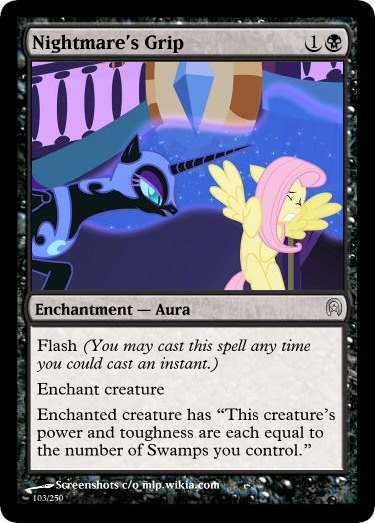 Nightmare's Grip 1
Enchantment — Aura
Flash (You may cast this spell any time
you could cast an instant.)
Enchant creature
Enchanted creature has “This creature's
power and toughness are each equal to
the number of Swamps you control.”
Screenshots c/o mlp.wikia.com
103/250